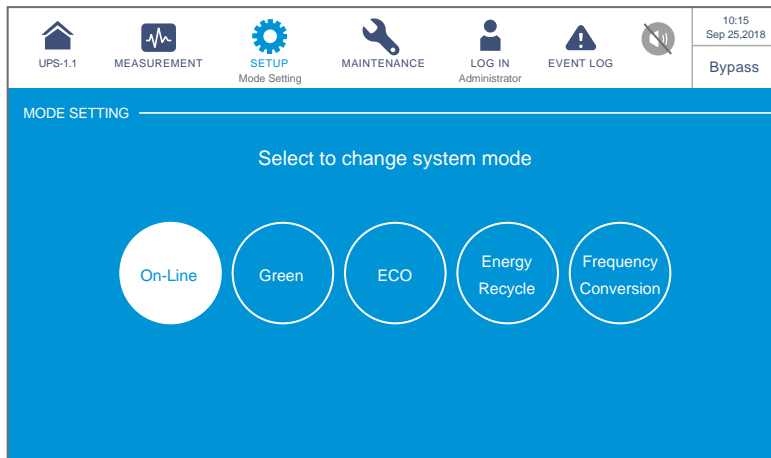 UPS-1.1
MEASUREMENT
SETUP
Mode Setting
MAINTENANCE
LOG IN
Administrator
EVENT LOG
10:15
Sep 25,2018
Bypass
MODE SETTING
Select to change system mode
On-Line
Green
ECO
Energy
Recycle
Frequency
Conversion